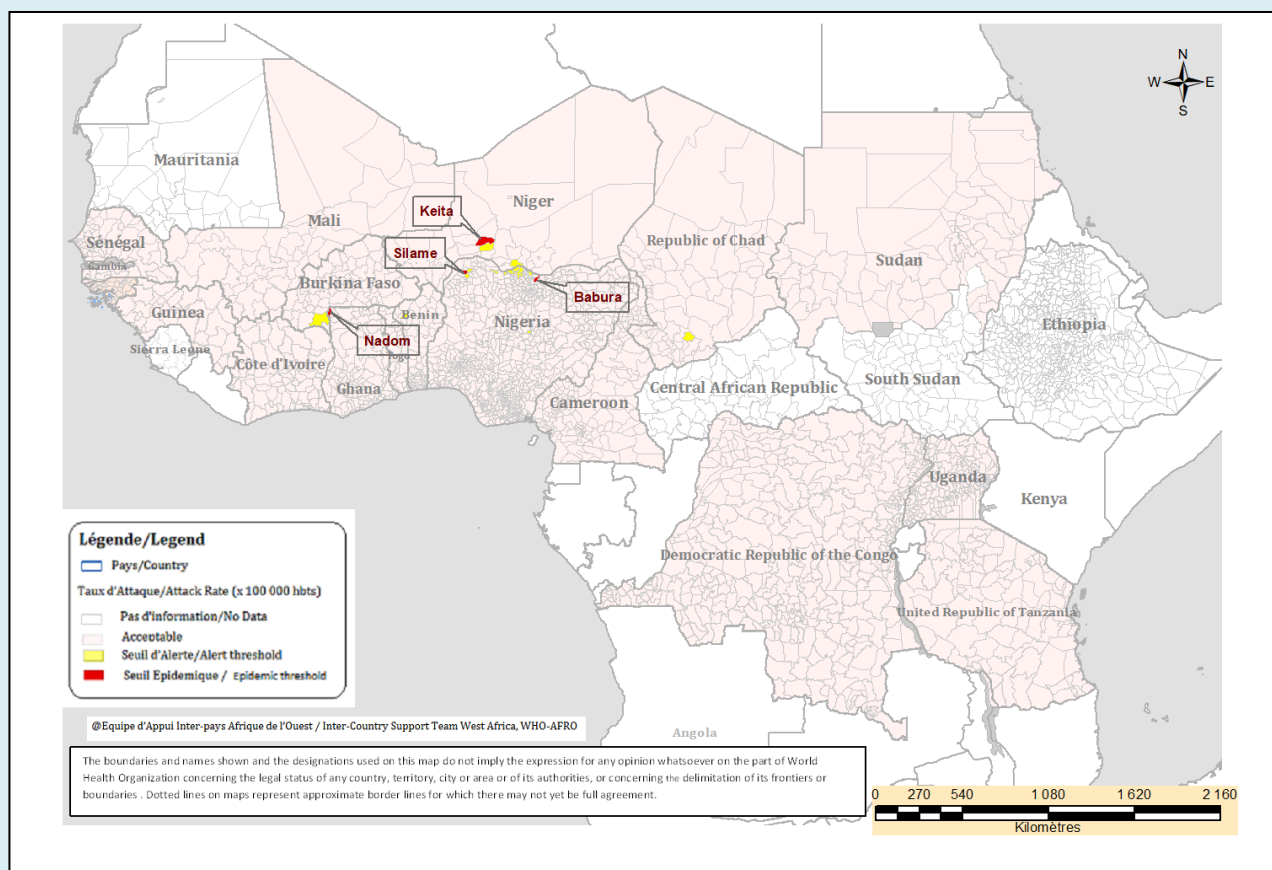 N
W E
S
Mauritania
Niger
Keita
Mali
Sénégal
Republic of Chad
Silame
Sudan
Gambia
Burkina Faso
Babura
Guinea
Benin
Nigeria
Ethiopia
Nadom
Sierra Leone
Togo
Côte d'Ivoire
South Sudan
Ghana
Central African Republic
Cameroon
Uganda
Kenya
Democratic Republic of the Congo
United Republic of Tanzania
Angola
Légende/Legend
Pays/Country
Taux d'Attaque/Attack Rate (x 100 000 hbts)
Pas d'information/No Data
Acceptable
Seuil d'Alerte/Alert threshold
Seuil Epidemique / Epidemic threshold
@Equipe d'Appui Inter-pays Afrique de l'Ouest / Inter-Country Support Team West Africa, WHO-AFRO
The boundaries and names shown and the designations used on this map do not imply the expression for any opinion whatsoever on the part of World
Health Organization concerning the legal status of any country, territory, city or area or of its authorities, or concerning the delimitation of its frontiers or
boundaries . Dotted lines on maps represent approximate border lines for which there may not yet be full agreement.
0 270 540 1 080 1 620 2 160
Kilomètres